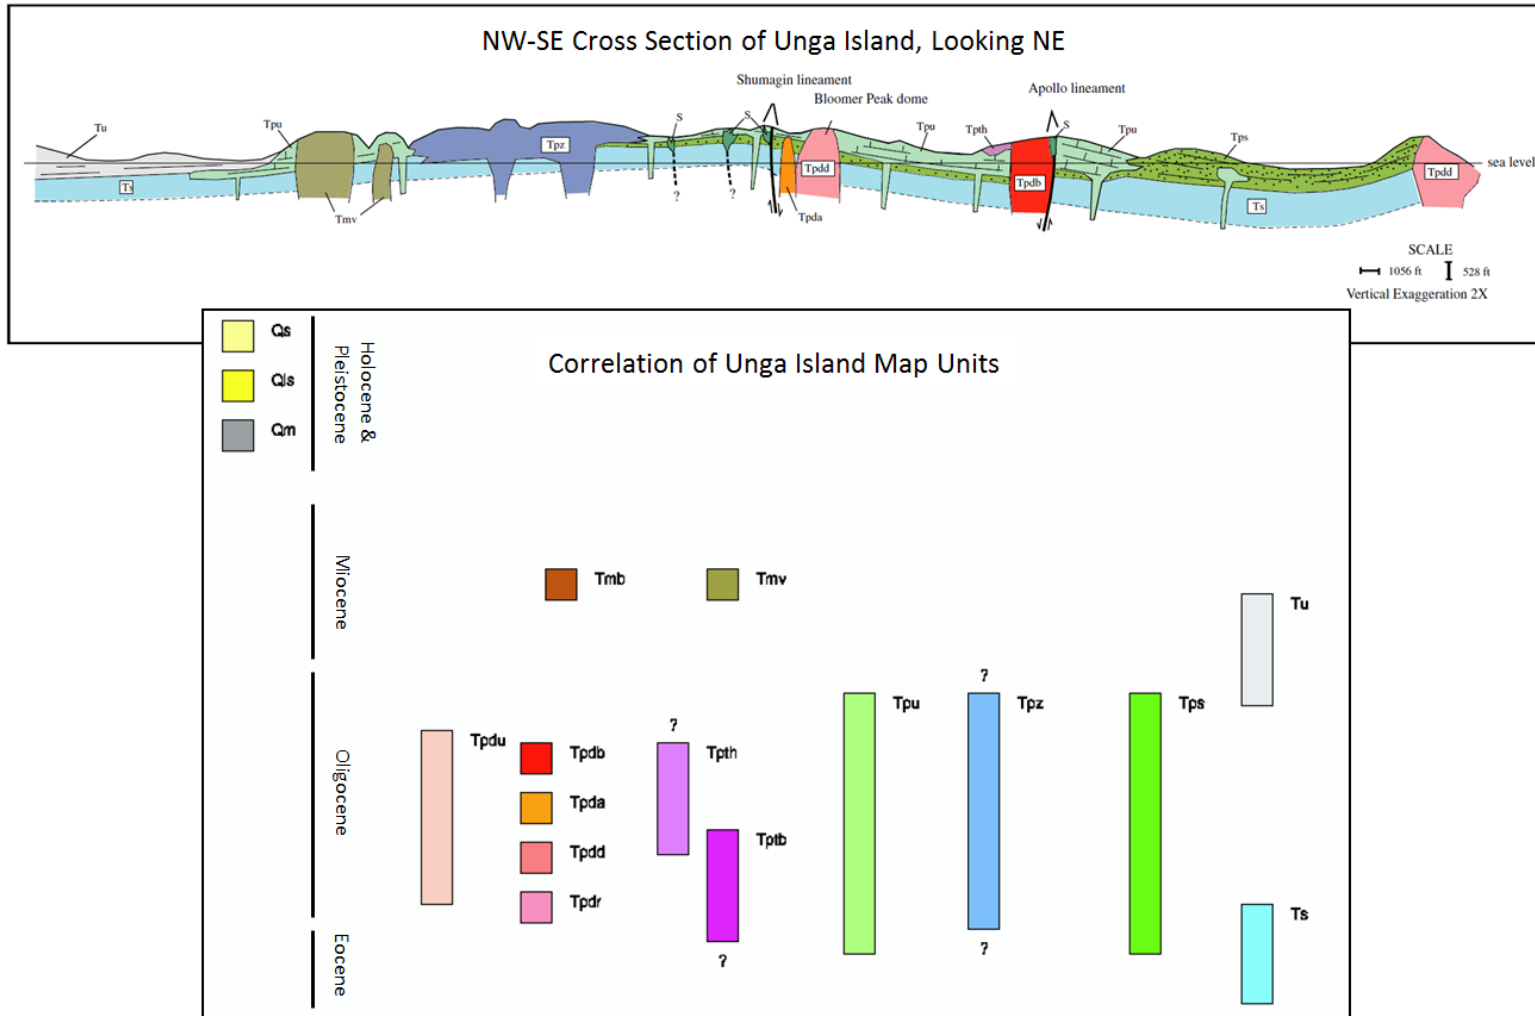 NW-SE Cross Section of Unga Island, Looking NE
Shumagin lineament
Bloomer Peak dome
Apollo lineament
Tu
Tpu
Tpz
S
S
Tpu
Tpth
S
Tpu
Tps
Ts
Tmv
?
?
Tpdd
Tpda
Tpdb
Ts
Tpdd
sea level
SCALE
1056 ft
528 ft
Vertical Exaggeration 2X
Correlation of Unga Island Map Units
Qs
Qls
Qm
Holocene &
Pleistocene
Miocene
Tmb
Tmv
Tu
Oligocene
Tpdu
Tpdb
Tpda
Tpdd
Tpdr
?
Tpth
Tptb
?
Tpu
?
Tpz
?
Tps
Eocene
Ts